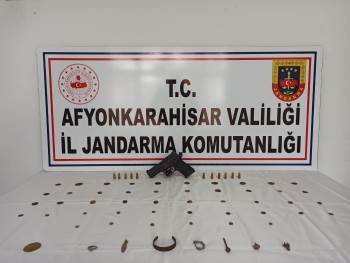 T.C.
AFYONKARAHİSAR VALİLİĞİ
İL JANDARMA KOMUTANLIĞI